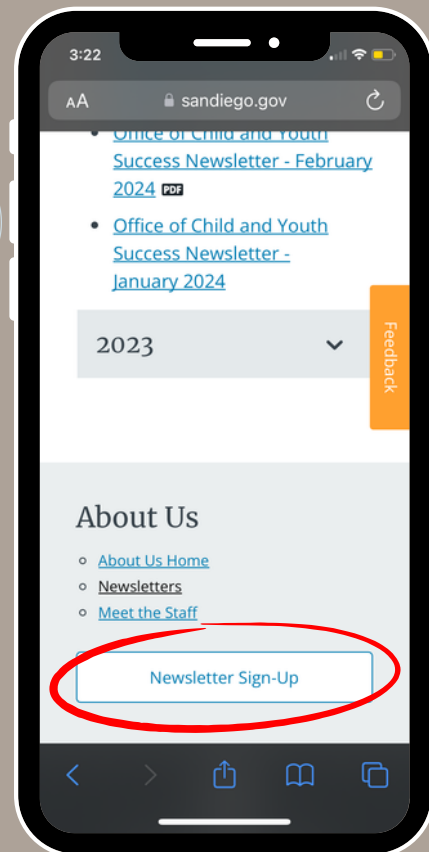 3:22
AA sandiego.gov
Office of Child and Youth
Success Newsletter - February
2024 PDF
Office of Child and Youth
Success Newsletter -
January 2024
2023
Feedback
About Us
About Us Home
Newsletters
Meet the Staff
Newsletter Sign-Up